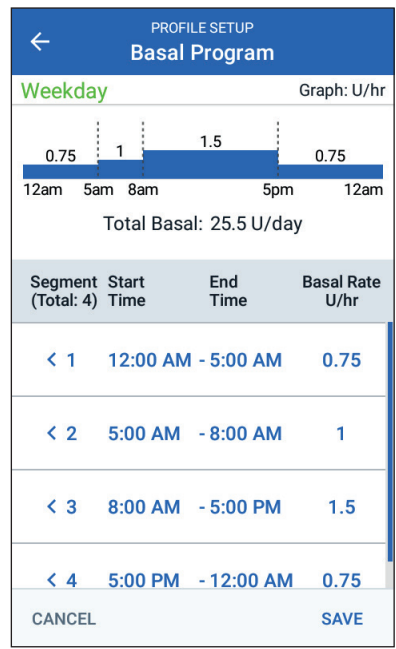 PROFILE SETUP
Basal Program
Weekday Graph: U/hr
0.75 1 1.5 0.75
12am 5am 8am 5pm 12am
Total Basal: 25.5 U/day
Segment Start End Basal Rate
(Total: 4) Time Time U/hr
< 1 12:00 AM - 5:00 AM 0.75
< 2 5:00 AM - 8:00 AM 1
< 3 8:00 AM - 5:00 PM 1.5
< 4 5:00 PM - 12:00 AM 0.75
CANCEL SAVE